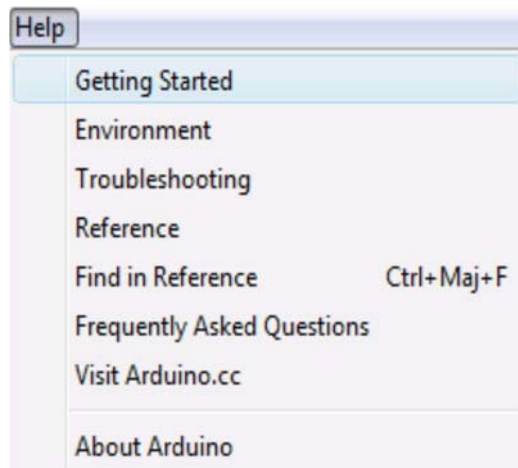 Help
Getting Started
Environment
Troubleshooting
Reference
Find in Reference Ctrl+Maj+F
Frequently Asked Questions
Visit Arduino.cc
About Arduino